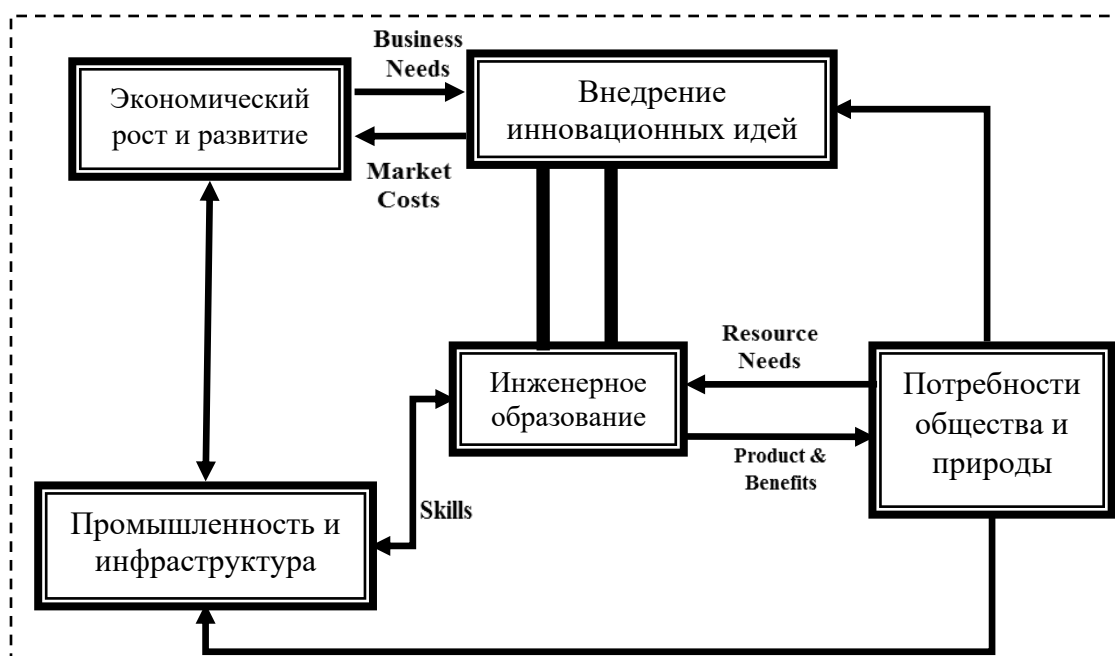 Business
Needs
Экономический
рост и развитие
Внедрение
инновационных идей
Market
Costs
Resource
Needs
Инженерное
образование
Потребности
общества и
природы
Product &
Benefits
Skills
Промышленность и
инфраструктура